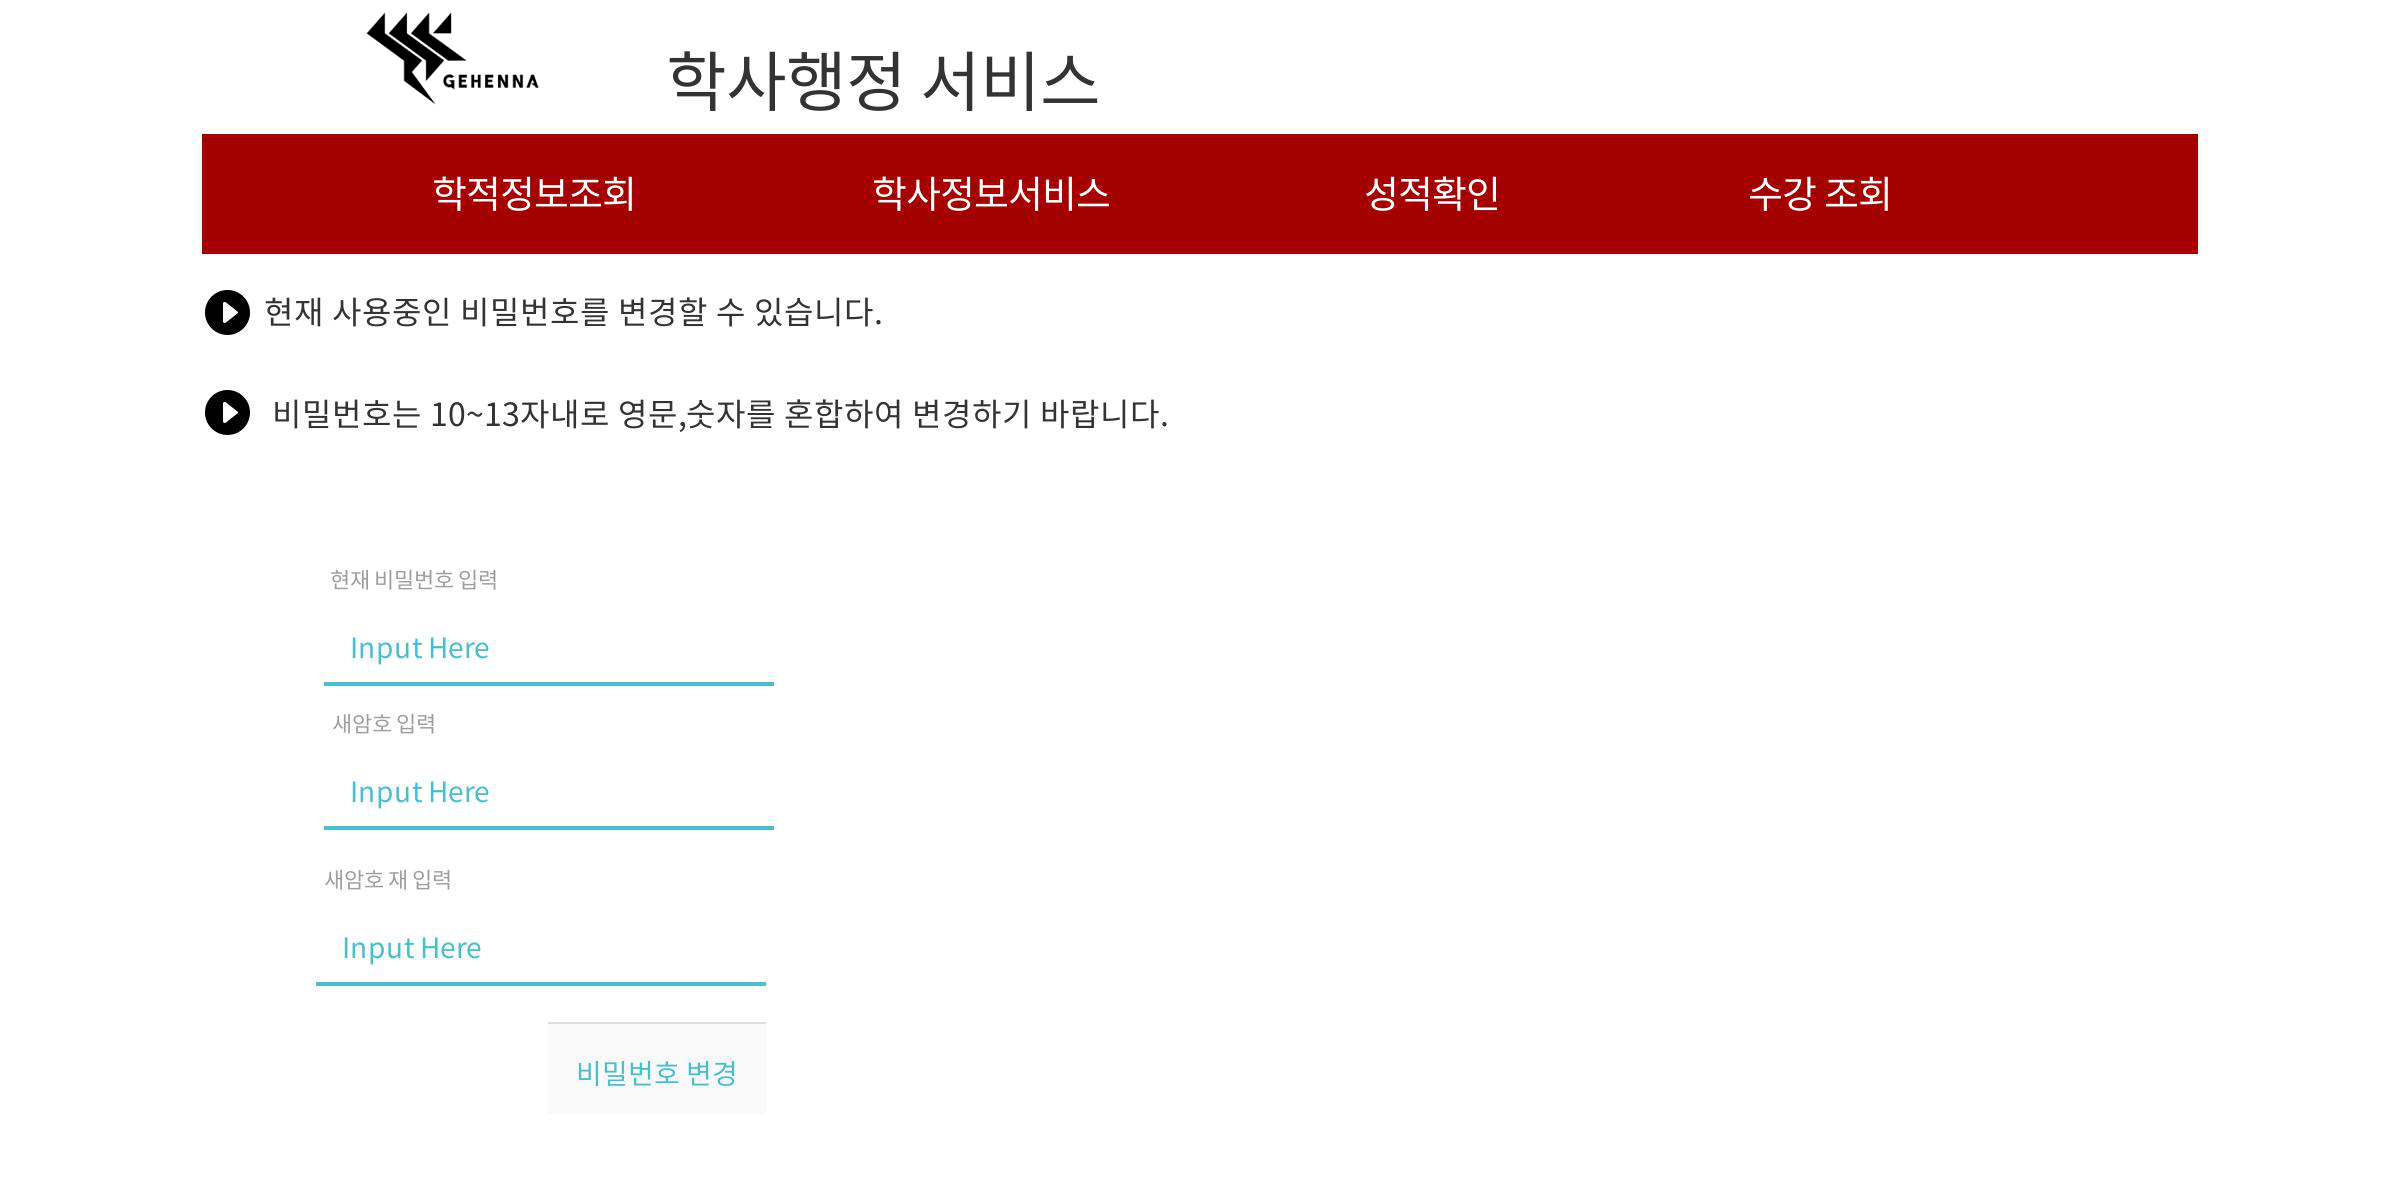 GEHENNA
학사행정 서비스
학적정보조회 학사정보서비스 성적확인 수강 조회
현재 사용중인 비밀번호를 변경할 수 있습니다.
비밀번호는 10~13자내로 영문,숫자를 혼합하여 변경하기 바랍니다.
현재 비밀번호 입력
Input Here
새암호 입력
Input Here
새암호 재 입력
Input Here
비밀번호 변경